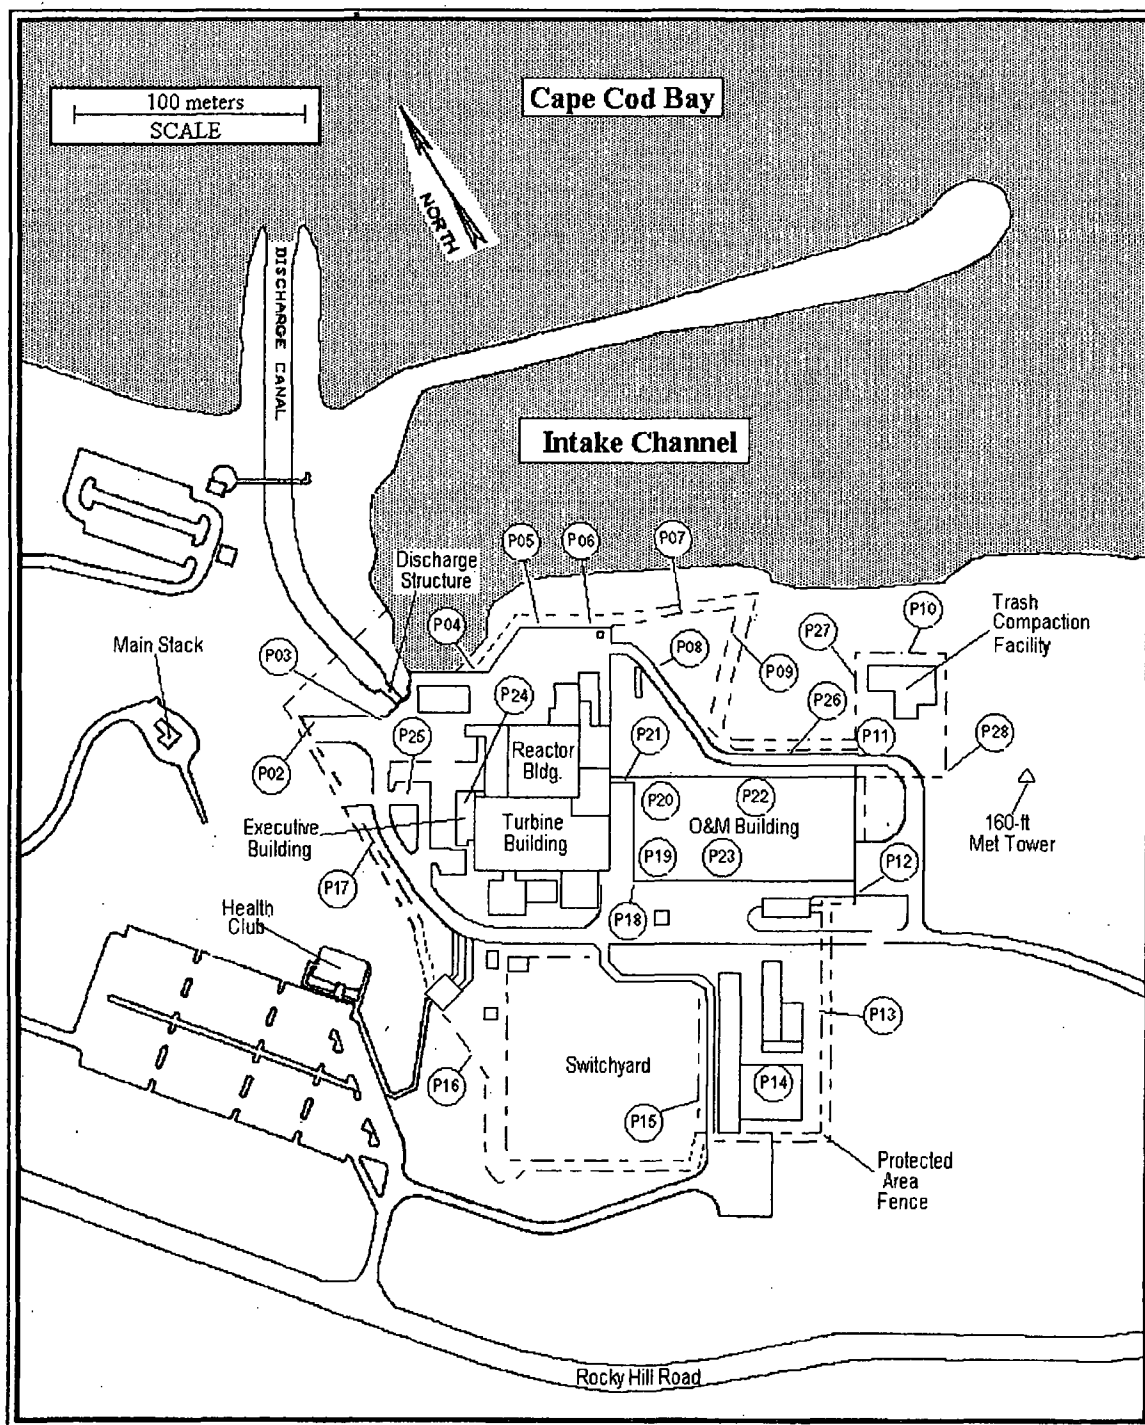 100 meters
SCALE
Cape Cod Bay
NORTH
DISCHARGE CANAL
Intake Channel
P05
P06
P07
Discharge
Structure
P04
P27
P10
Trash
Compaction
Facility
Main Stack
P03
P08
P09
P24
P26
P25
P21
P11
P28
Reactor
Bldg.
P02
P20
P22
160-ft
Met Tower
Executive
Building
Turbine
Building
O&M Building
P19
P23
P12
P17
P18
Health
Club
P13
Switchyard
P16
P14
P15
Protected
Area
Fence
Rocky Hill Road